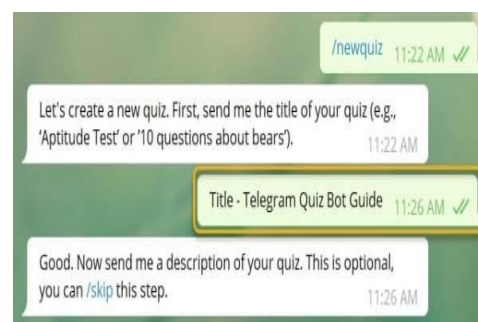 /newquiz 11:22 AM
Let's create a new quiz. First, send me the title of your quiz (e.g.,
‘Aptitude Test’ or ’10 questions about bears’).
11:22 AM
Title - Telegram Quiz Bot Guide 11:26 AM
Good. Now send me a description of your quiz. This is optional,
you can /skip this step.
11:26 AM